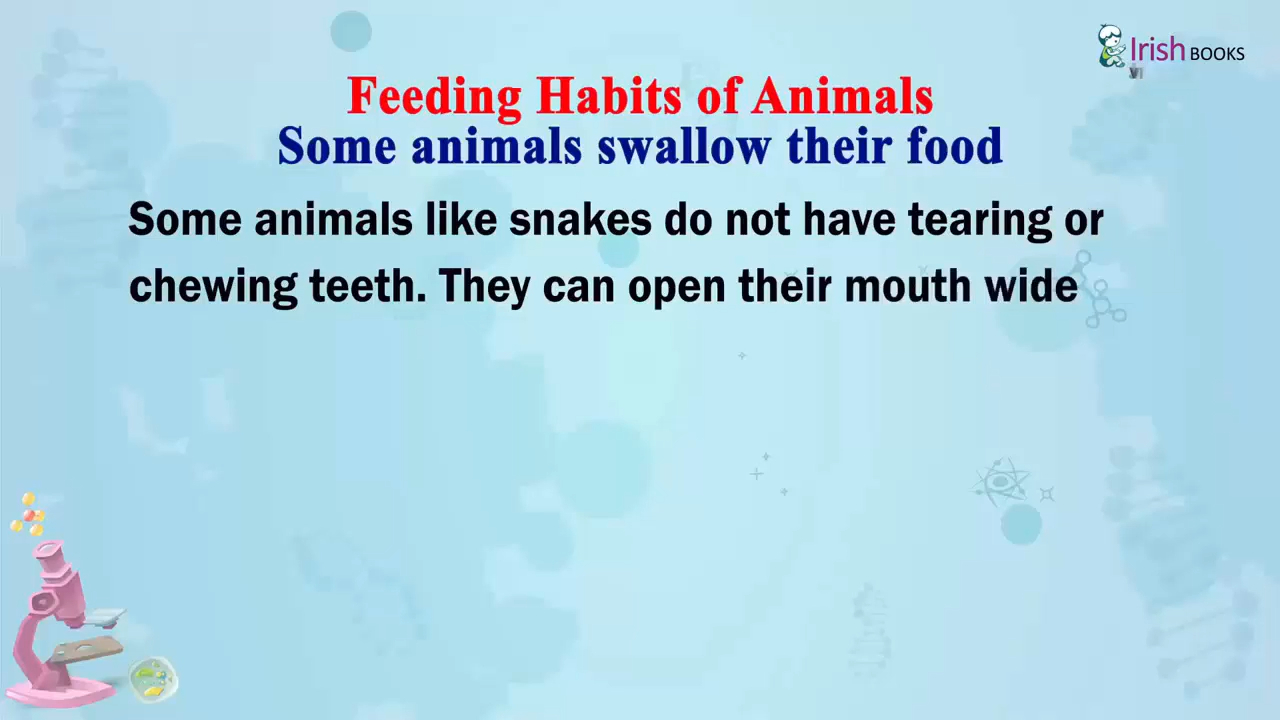 Irish BOOKS
Feeding Habits of Animals
Some animals swallow their food
Some animals like snakes do not have tearing or
chewing teeth. They can open their mouth wide